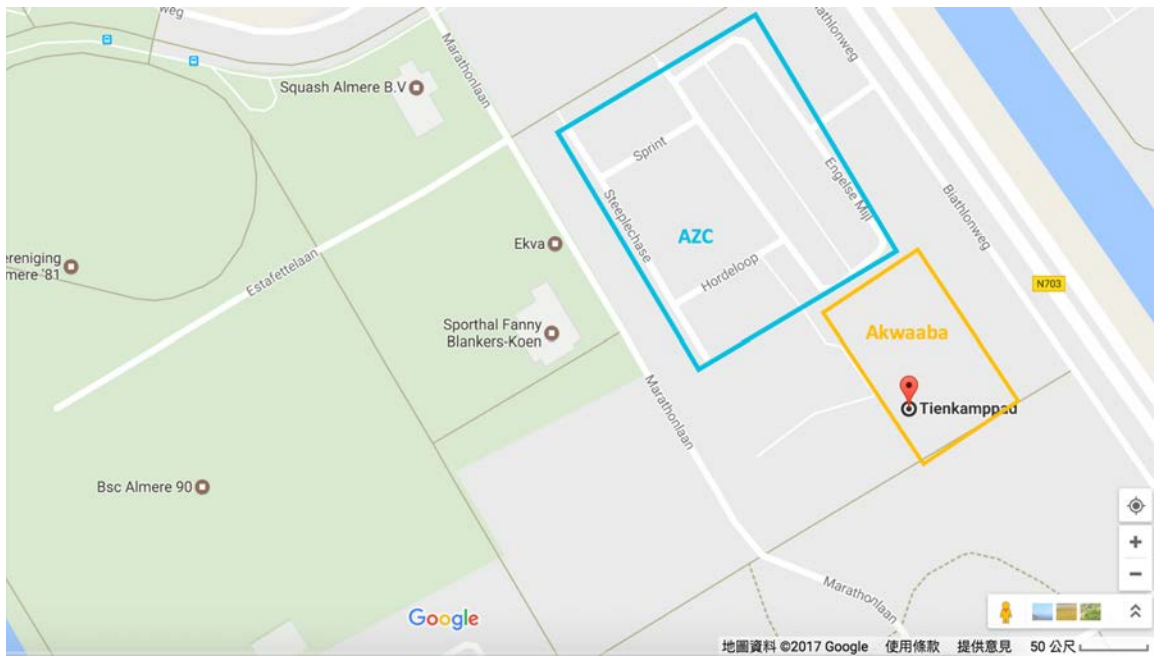 weg
Squash Almere B.V
Marathonlaan
Biathlonweg
Sprint
Steeplechase
Engelse Mijl
AZC
Hordeloop
Biathlonweg
N703
Ekva
ereniging
mere '81
Estafettelaan
Sporthal Fanny
Blankers-Koen
Akwaaba
Tienkamppad
Marathonlaan
Bsc Almere 90
Marathonlaan
Google
地圖資料 ©2017 Google 使用條款 提供意見 50 公尺